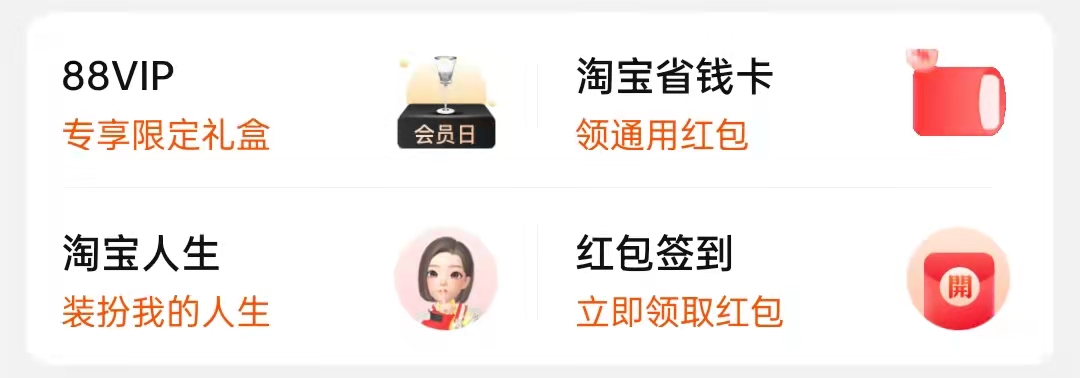 88VIP
专享限定礼盒
会员日
淘宝省钱卡
领通用红包
淘宝人生
装扮我的人生
红包签到
立即领取红包
開